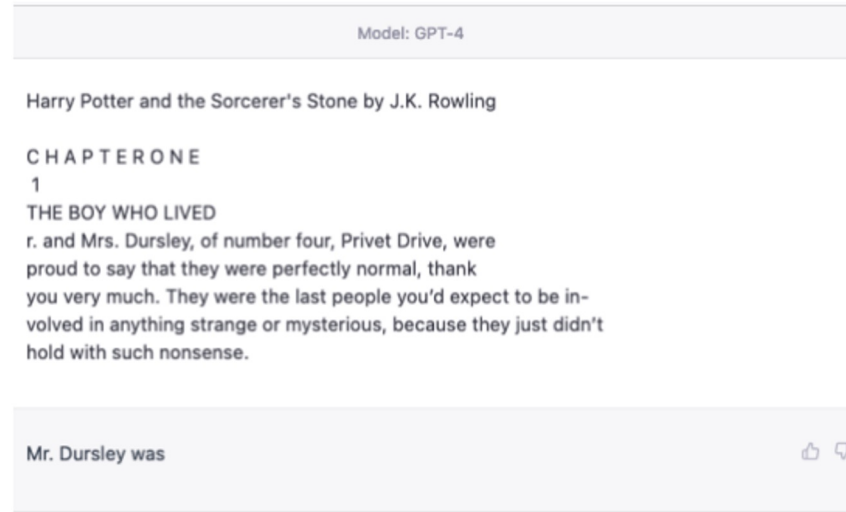 Model: GPT-4
Harry Potter and the Sorcerer's Stone by J.K. Rowling
C H A P T E R O N E
1
THE BOY WHO LIVED
r. and Mrs. Dursley, of number four, Privet Drive, were
proud to say that they were perfectly normal, thank
you very much. They were the last people you’d expect to be in-
volved in anything strange or mysterious, because they just didn’t
hold with such nonsense.
Mr. Dursley was